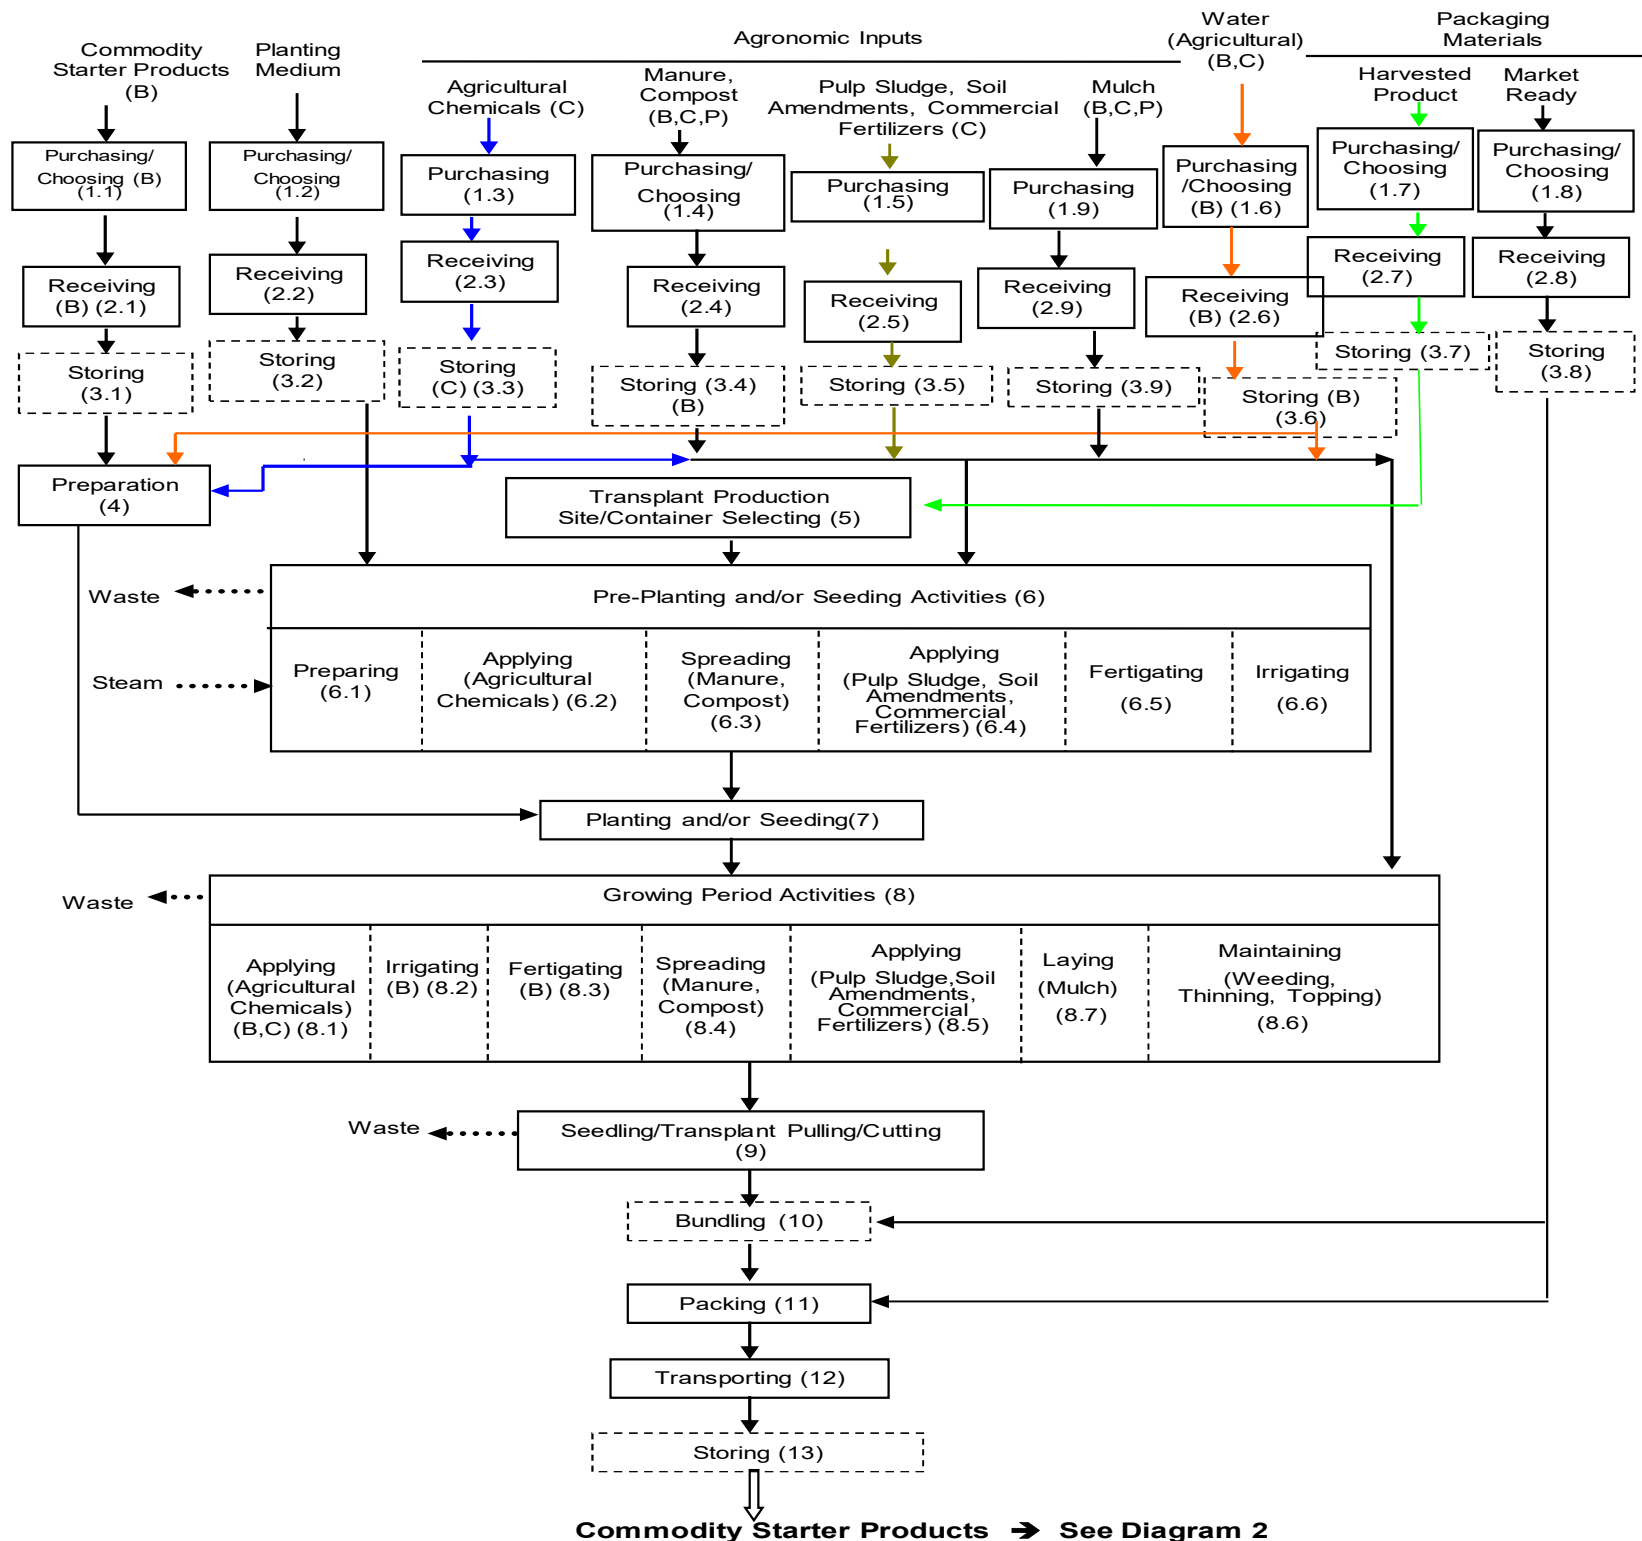 Commodity
Starter Products
(B)
Planting
Medium
Agronomic Inputs
Water
(Agricultural)
(B,C)
Packaging
Materials
Agricultural
Chemicals (C)
Manure,
Compost
(B,C,P)
Pulp Sludge, Soil
Amendments, Commercial
Fertilizers (C)
Mulch
(B,C,P)
Harvested
Product
Market
Ready
Purchasing/
Choosing (B)
(1.1)
Purchasing/
Choosing
(1.2)
Purchasing
(1.3)
Purchasing/
Choosing
(1.4)
Purchasing
(1.5)
Purchasing
(1.9)
Purchasing
/Choosing
(B) (1.6)
Purchasing/
Choosing
(1.7)
Purchasing/
Choosing
(1.8)
Receiving
(B) (2.1)
Receiving
(2.2)
Receiving
(2.3)
Receiving
(2.4)
Receiving
(2.5)
Receiving
(2.9)
Receiving
(B) (2.6)
Receiving
(2.7)
Receiving
(2.8)
Storing
(3.1)
Storing
(3.2)
Storing
(C) (3.3)
Storing (3.4)
(B)
Storing (3.5)
Storing (3.9)
Storing (B)
(3.6)
Storing (3.7)
Storing
(3.8)
Preparation
(4)
Transplant Production
Site/Container Selecting (5)
Waste
Pre-Planting and/or Seeding Activities (6)
Steam
Preparing
(6.1)
Applying
(Agricultural
Chemicals) (6.2)
Spreading
(Manure,
Compost)
(6.3)
Applying
(Pulp Sludge, Soil
Amendments,
Commercial
Fertilizers) (6.4)
Fertigating
(6.5)
Irrigating
(6.6)
Planting and/or Seeding(7)
Waste
Growing Period Activities (8)
Applying
(Agricultural
Chemicals)
(B,C) (8.1)
Irrigating
(B) (8.2)
Fertigating
(B) (8.3)
Spreading
(Manure,
Compost)
(8.4)
Applying
(Pulp Sludge,Soil
Amendments,
Commercial
Fertilizers) (8.5)
Laying
(Mulch)
(8.7)
Maintaining
(Weeding,
Thinning, Topping)
(8.6)
Waste
Seedling/Transplant Pulling/Cutting
(9)
Bundling (10)
Packing (11)
Transporting (12)
Storing (13)
Commodity Starter Products → See Diagram 2